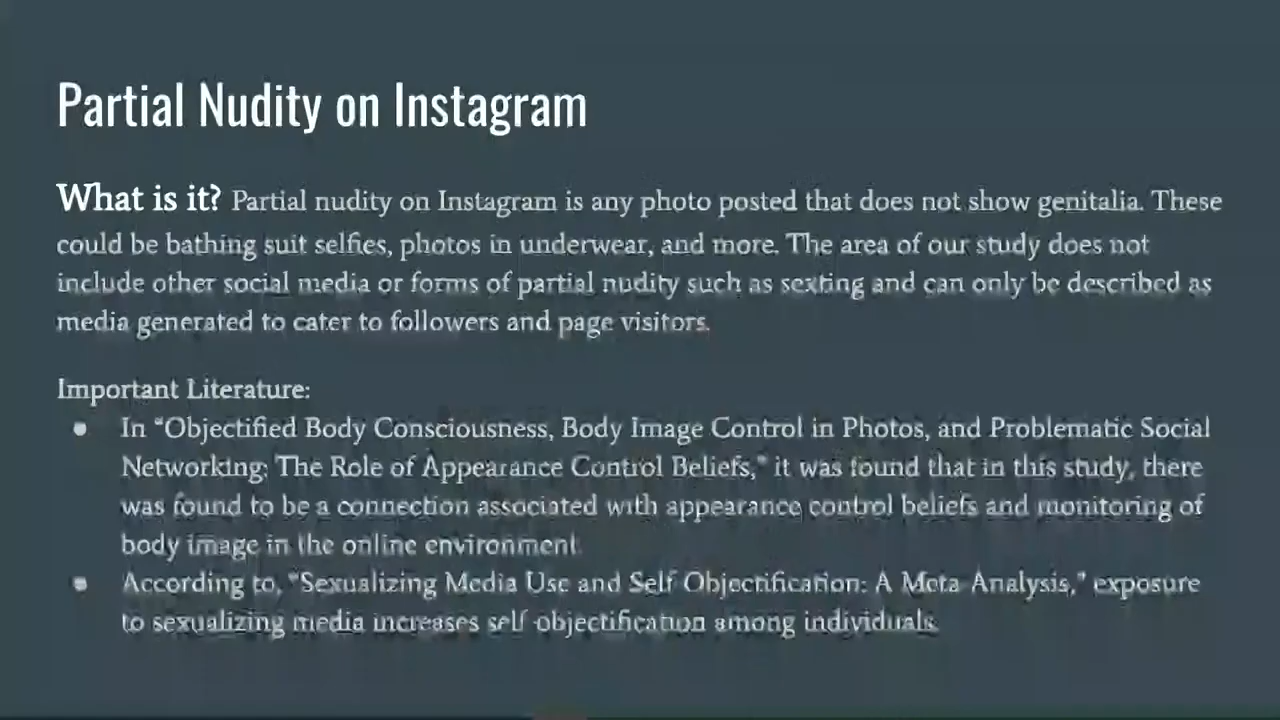 Partial Nudity on Instagram
What is it? Partial nudity on Instagram is any photo posted that does not show genitalia. These
could be bathing suit selfies, photos in underwear, and more. The area of our study does not
include other social media or forms of partial nudity such as sexting and can only be described as
media generated to cater to followers and page visitors.
Important Literature:
● In "Objectified Body Consciousness, Body Image Control in Photos, and Problematic Social
Networking: The Role of Appearance Control Beliefs," it was found that in this study, there
was found to be a connection associated with appearance control beliefs and monitoring of
body image in the online environment.
● According to, "Sexualizing Media Use and Self Objectification: A Meta Analysis," exposure
to sexualizing media increases self objectification among individuals.